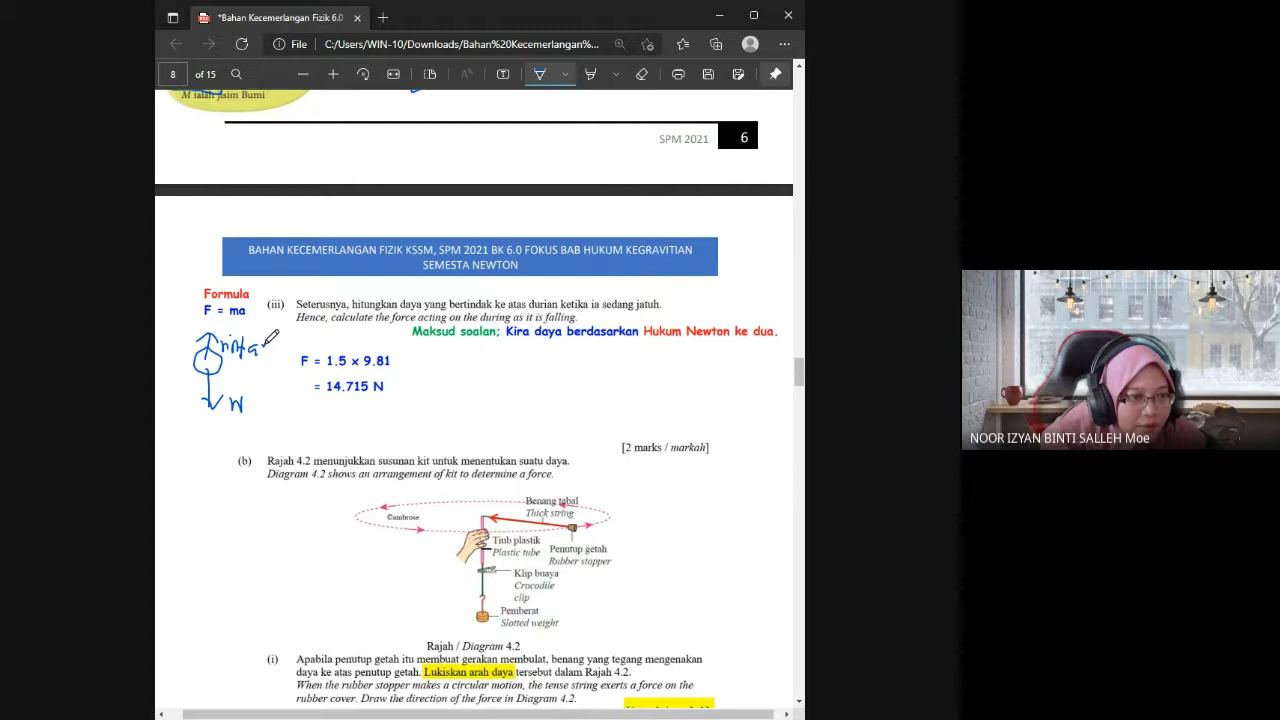 *Bahan Kecemerlangan Fizik 6.0
File
C:/Users/WIN-10/Downloads/Bahan%20Kecemerlangan%...
8 of 15
M ialah Jisim Bumi
SPM 2021 6
BAHAN KECEMERLANGAN FIZIK KSSM, SPM 2021 BK 6.0 FOKUS BAB HUKUM KEGRAVITIAN
SEMESTA NEWTON
Formula
F = ma
(iii) Seterusnya, hitungkan daya yang bertindak ke atas durian ketika ia sedang jatuh.
Hence, calculate the force acting on the during as it is falling.
Maksud soalan; Kira daya berdasarkan Hukum Newton ke dua.
F = 1.5 × 9.81
= 14.715 N
W
[2 marks / markah]
(b) Rajah 4.2 menunjukkan susunan kit untuk menentukan suatu daya.
Diagram 4.2 shows an arrangement of kit to determine a force.
©ambrose
Benang tebal
Thick string
Tiub plastik
Plastic tube
Penutup getah
Rubber stopper
Klip buaya
Crocodile
clip
Pemberat
Slotted weight
Rajah / Diagram 4.2
(i) Apabila penutup getah itu membuat gerakan membulat, benang yang tegang mengenakan
daya ke atas penutup getah. Lukiskan arah daya tersebut dalam Rajah 4.2.
When the rubber stopper makes a circular motion, the tense string exerts a force on the
rubber cover. Draw the direction of the force in Diagram 4.2.
NOOR IZYAN BINTI SALLEH Moe